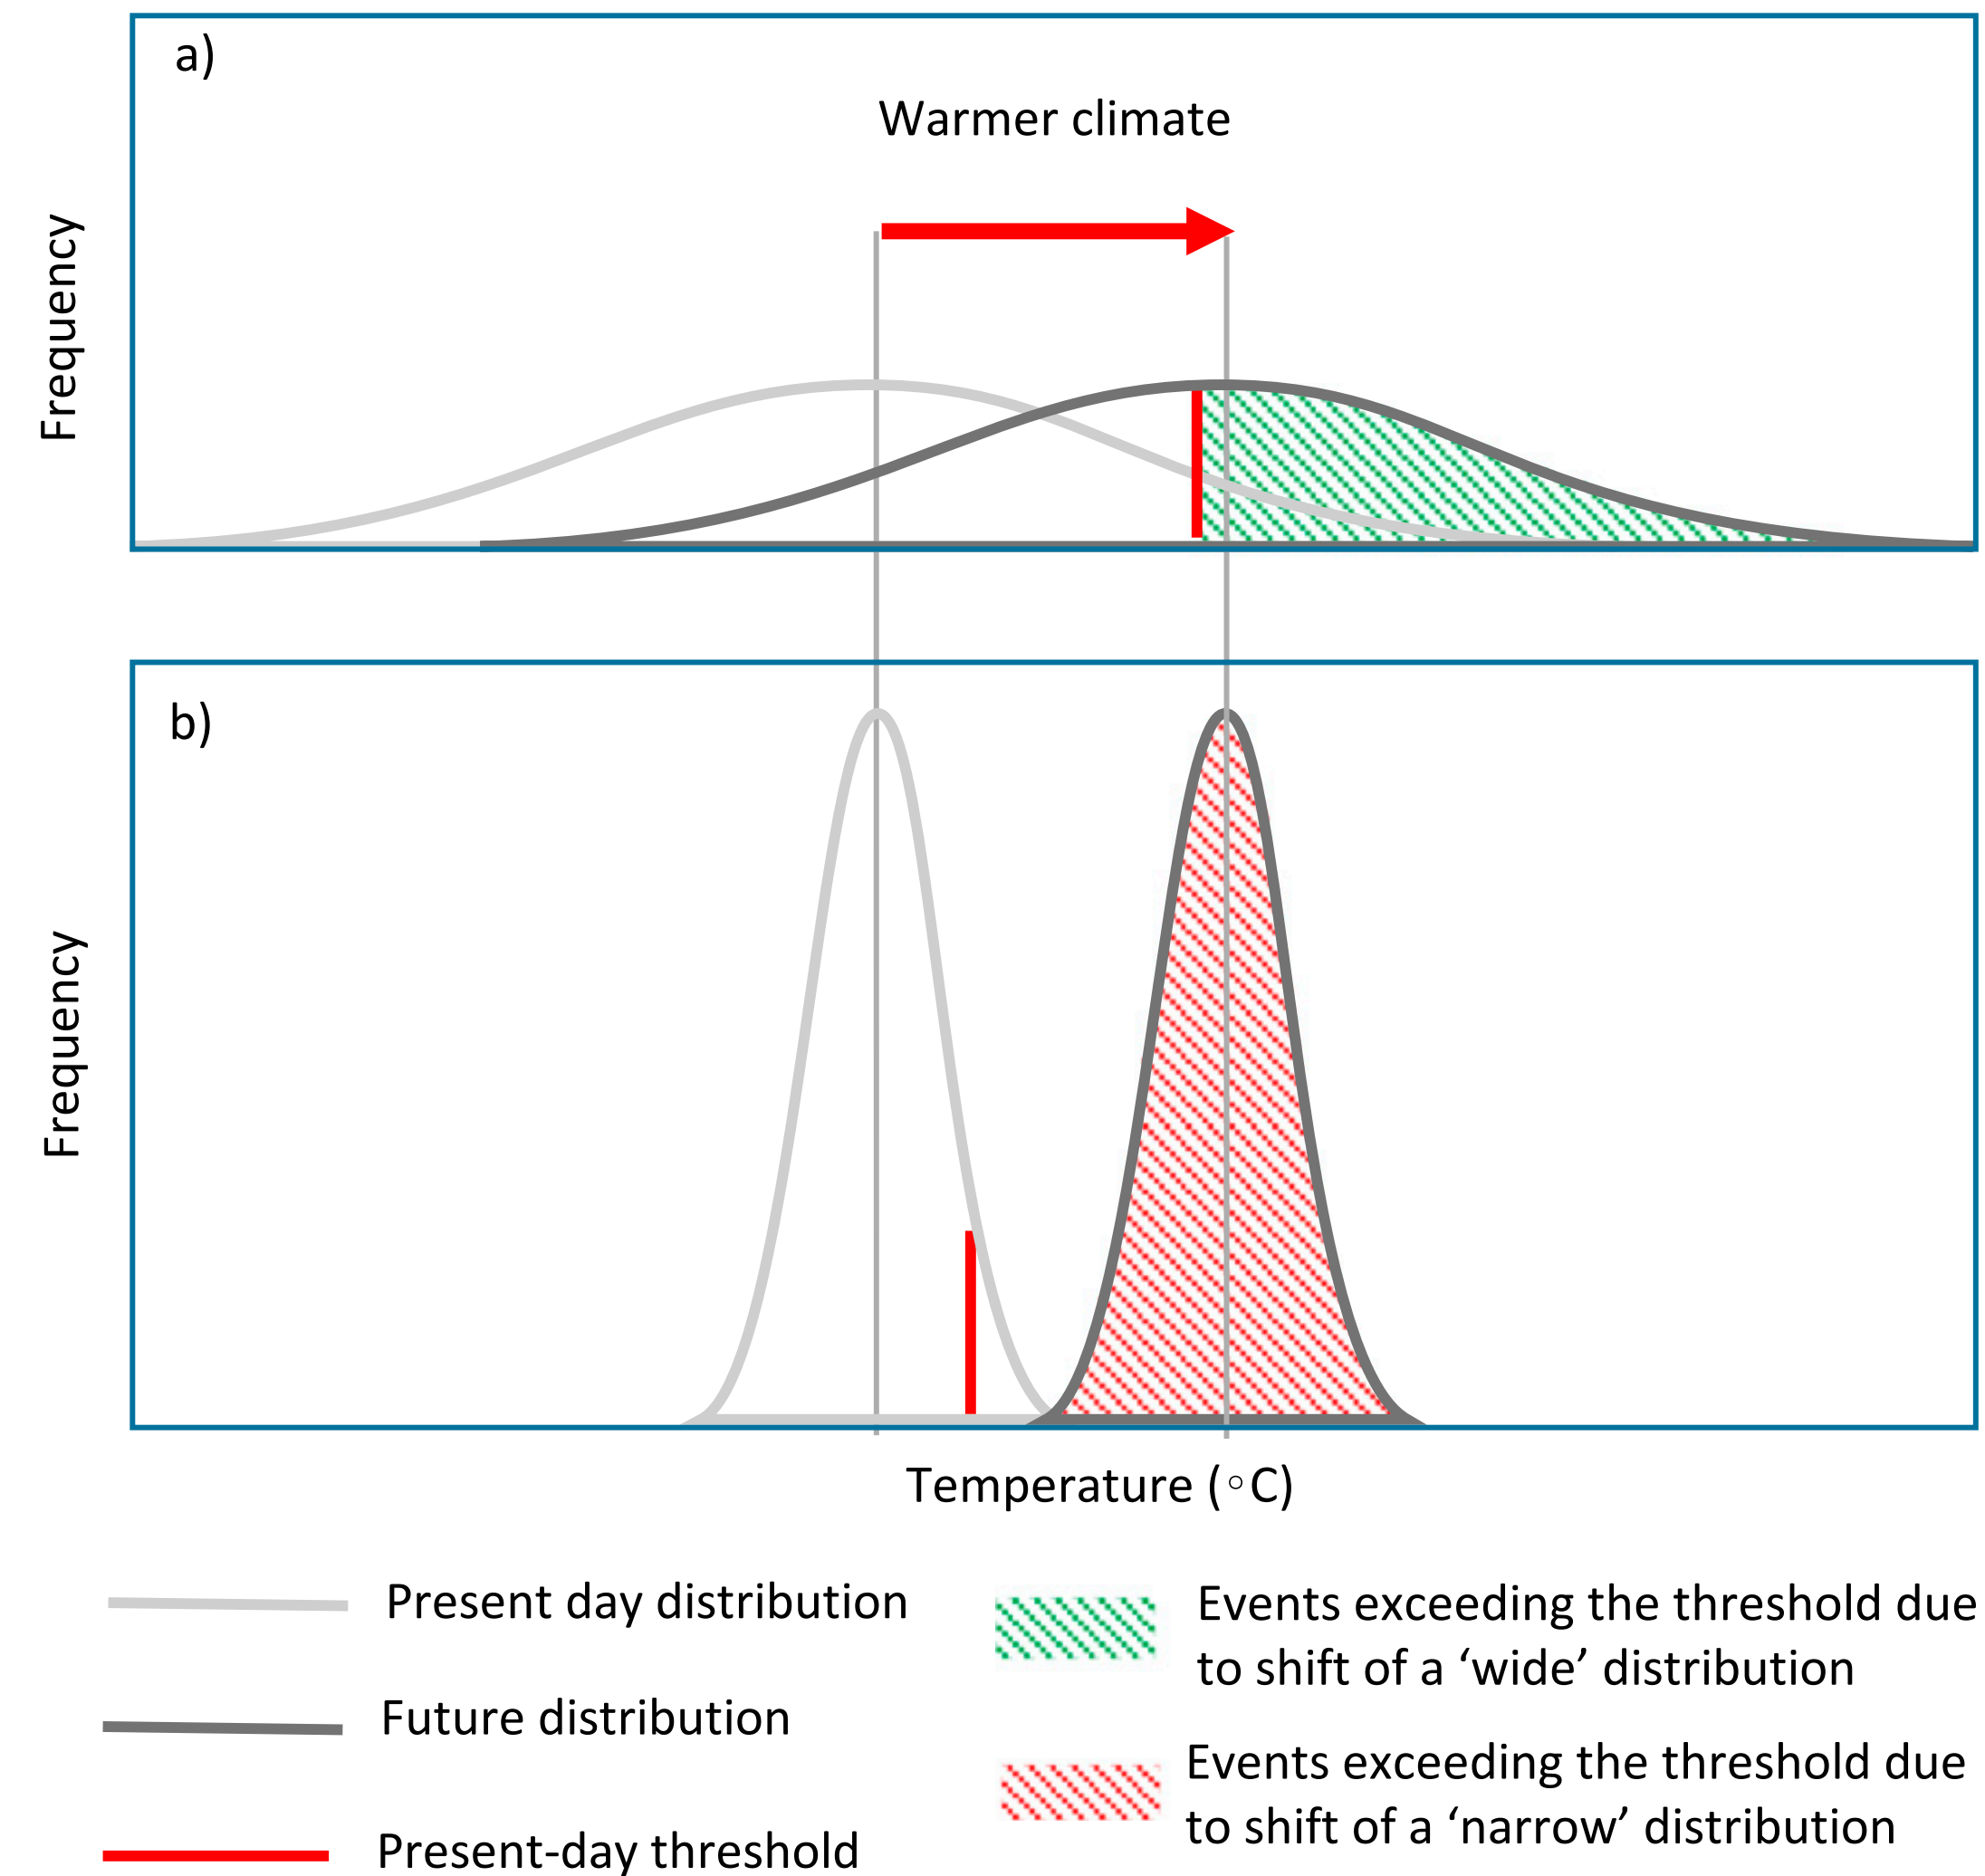 a)
Warmer climate
Frequency
b)
Frequency
Temperature (◦C)
Present day distribution
Future distribution
Present-day threshold
Events exceeding the threshold due
to shift of a ‘wide’ distribution
Events exceeding the threshold due
to shift of a ‘narrow’ distribution